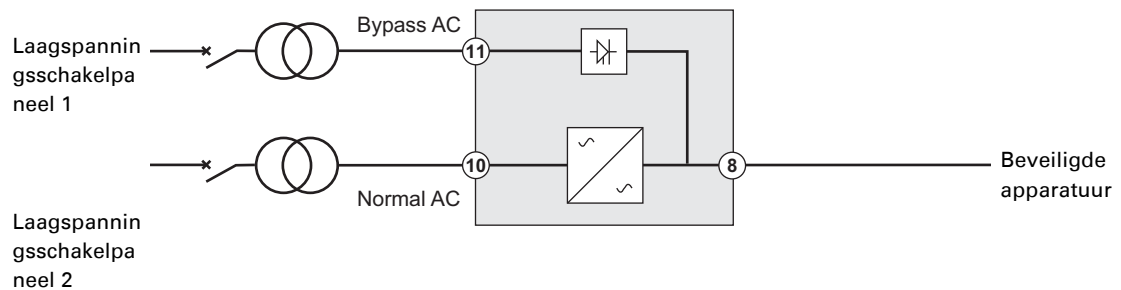 Bypass AC
Laagspannin
gsschakelpa
neel 1
11
10
8
Beveiligde
apparatuur
Normal AC
Laagspannin
gsschakelpa
neel 2